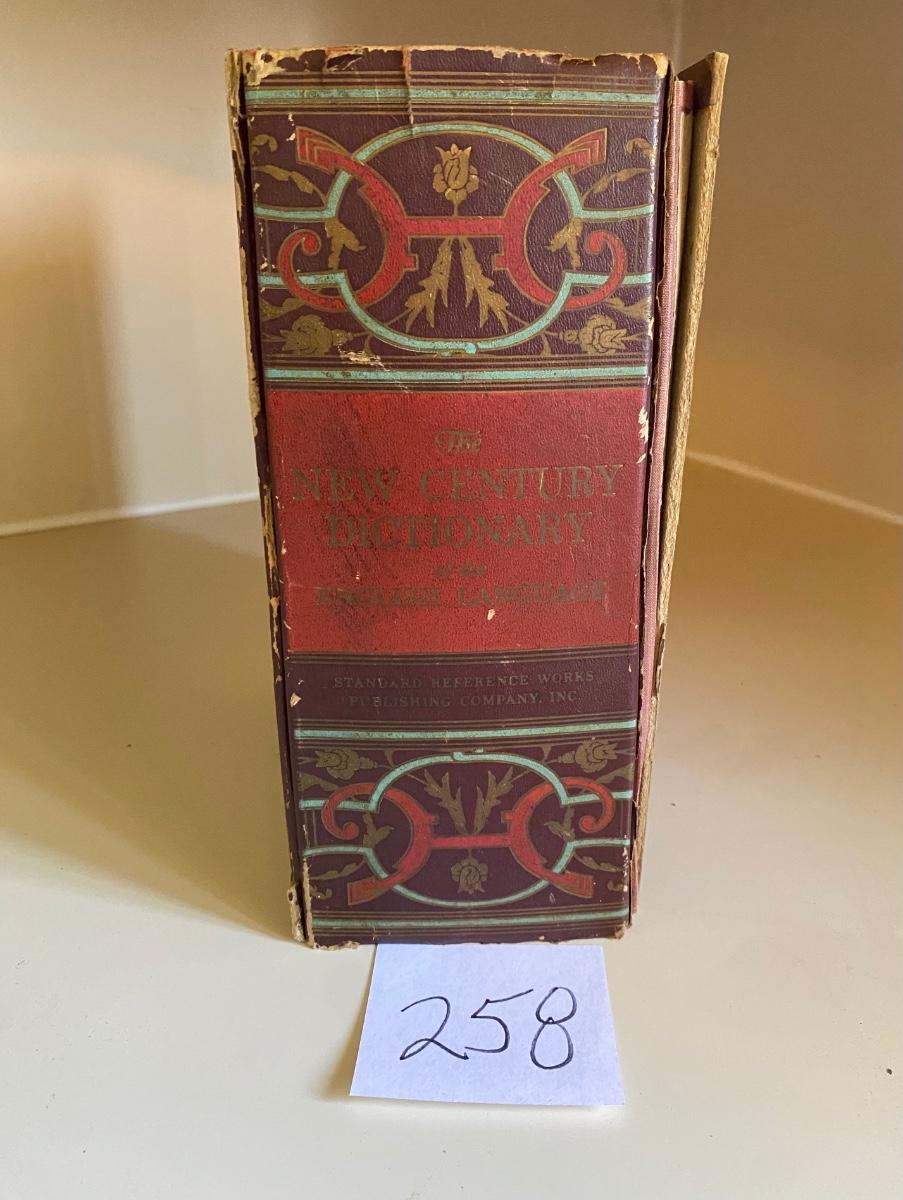 The
NEW CENTURY
DICTIONARY
of the
ENGLISH LANGUAGE
STANDARD REFERENCE WORKS
PUBLISHING COMPANY, INC.
258